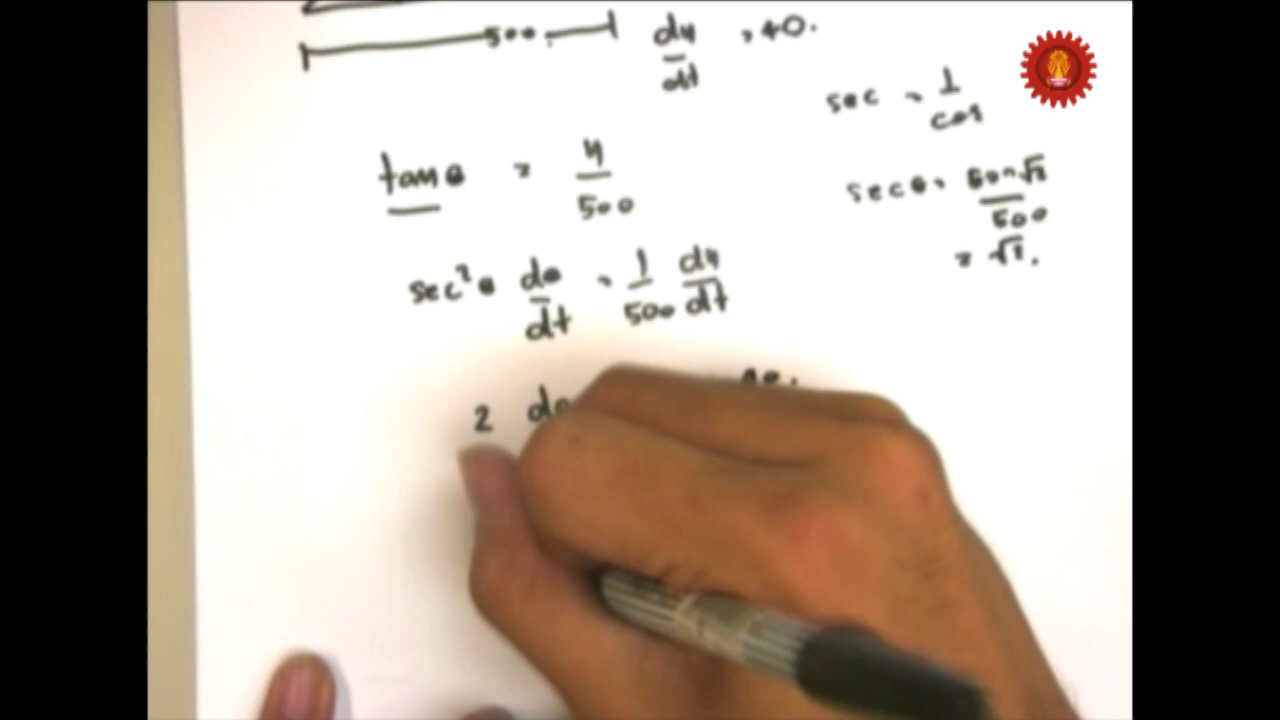 500.
dy/dt = 40.
sec = 1/cos
tanθ = y/500
secθ = 500√2/500
= √2.
sec²θ dθ/dt = 1/500 dy/dt
2 dθ